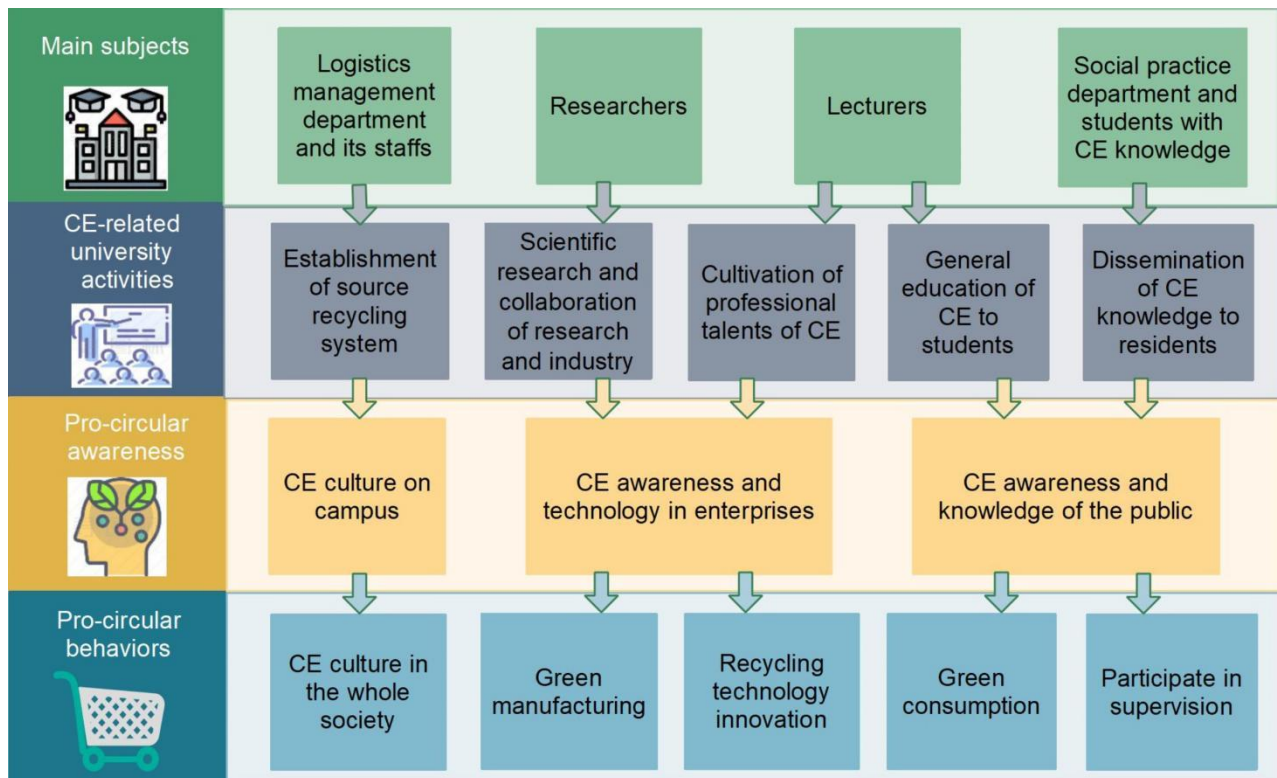 Main subjects
Logistics
management
department
and its staffs
Researchers
Lecturers
Social practice
department and
students with
CE knowledge
CE-related
university
activities
Establishment
of source
recycling
system
Scientific
research and
collaboration
of research
and industry
Cultivation of
professional
talents of CE
General
education of
CE to
students
Dissemination
of CE
knowledge to
residents
Pro-circular
awareness
CE culture on
campus
CE awareness and
technology in enterprises
CE awareness and
knowledge of the public
Pro-circular
behaviors
CE culture in
the whole
society
Green
manufacturing
Recycling
technology
innovation
Green
consumption
Participate in
supervision